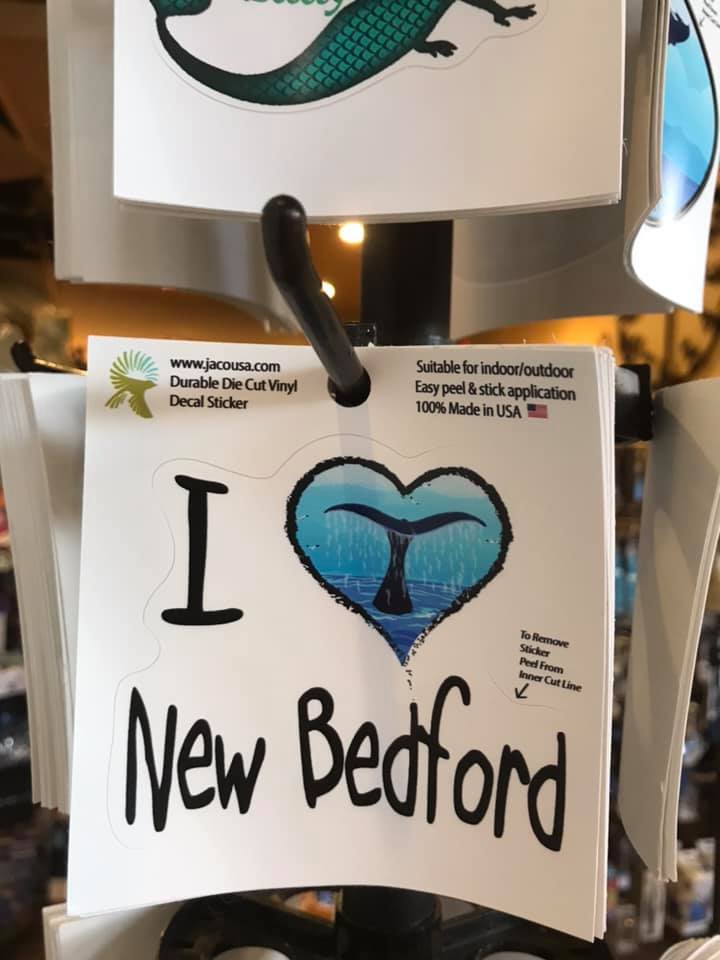 www.jacousa.com
Durable Die Cut Vinyl
Decal Sticker
Suitable for indoor/outdoor
Easy peel & stick application
100% Made in USA
I
To Remove
Sticker
Peel From
Inner Cut Line
New Bedford